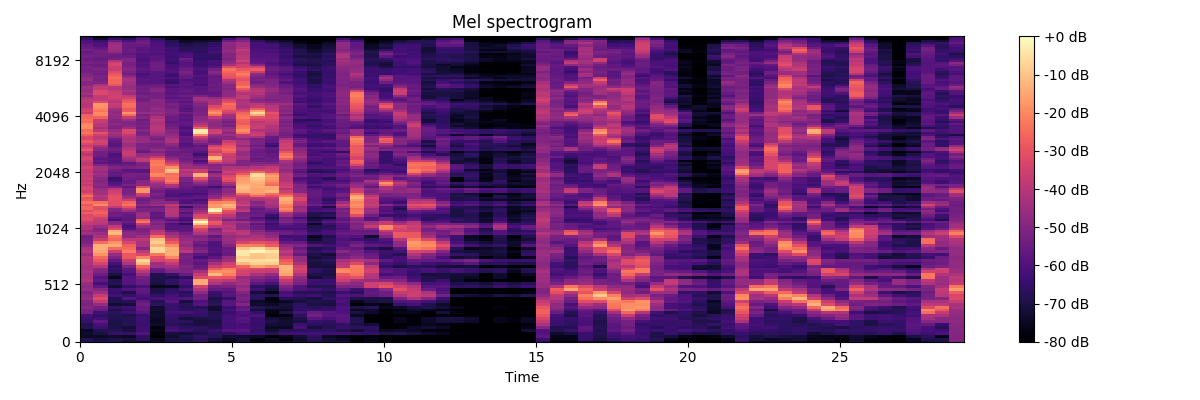 Mel spectrogram
8192
4096
2048
1024
512
0
Hz
0 5 10 15 20 25
Time
+0 dB
-10 dB
-20 dB
-30 dB
-40 dB
-50 dB
-60 dB
-70 dB
-80 dB